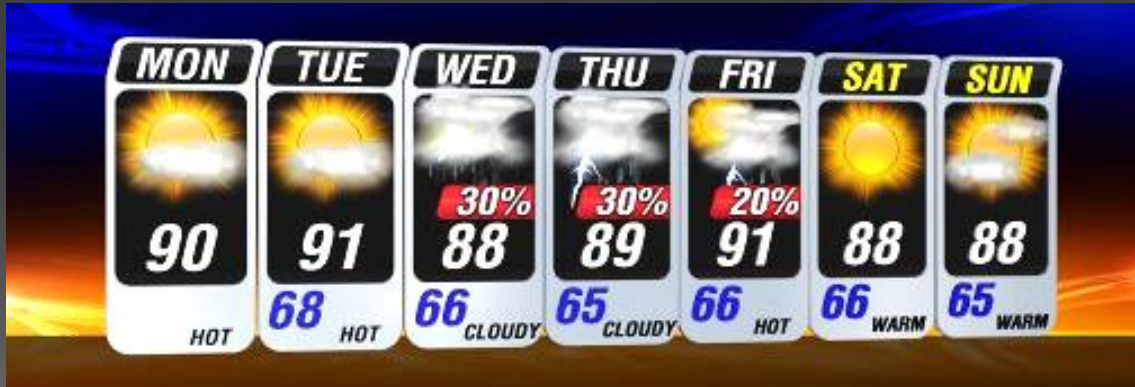 MON
90
HOT
TUE
91
68
HOT
WED
30%
88
66
CLOUDY
THU
30%
89
65
CLOUDY
FRI
20%
91
66
HOT
SAT
88
66
WARM
SUN
88
65
WARM